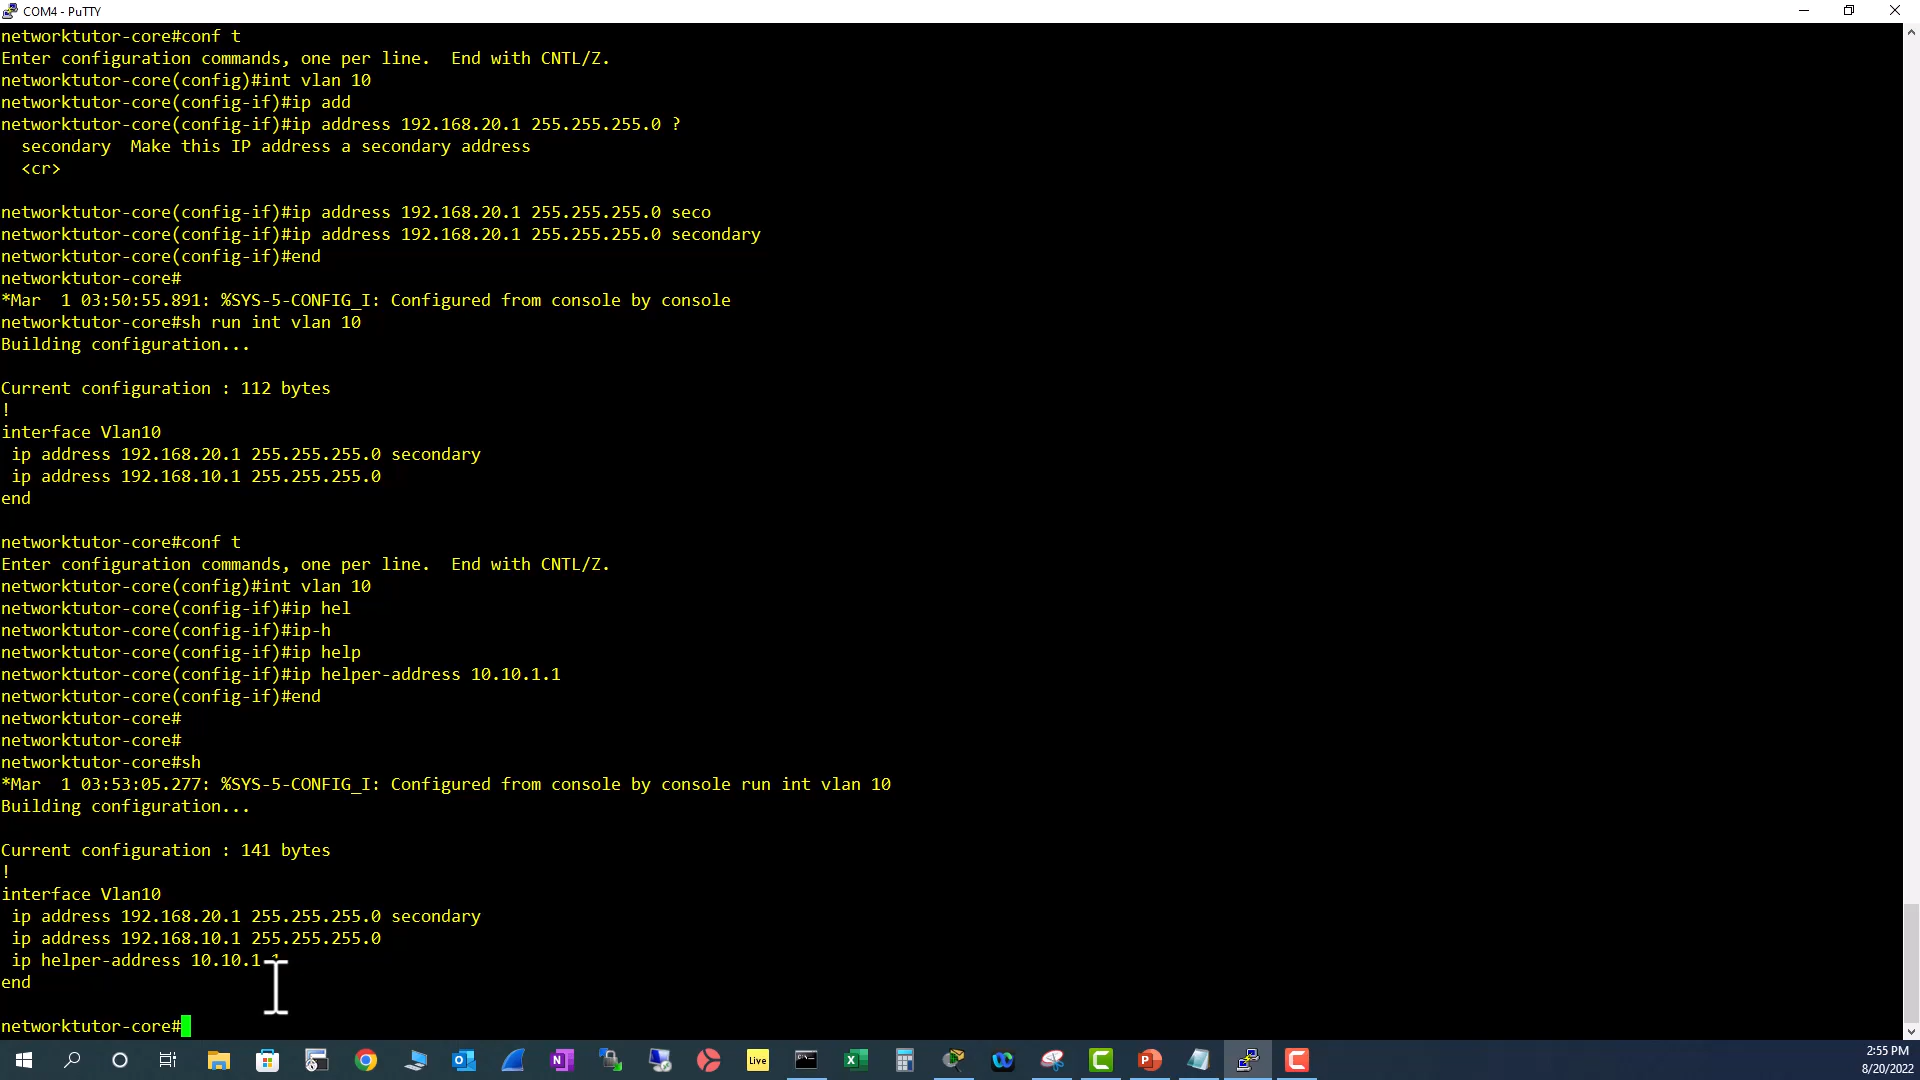 COM4 - PuTTY
networktutor-core#conf t
Enter configuration commands, one per line.  End with CNTL/Z.
networktutor-core(config)#int vlan 10
networktutor-core(config-if)#ip add
networktutor-core(config-if)#ip address 192.168.20.1 255.255.255.0 ?
  secondary  Make this IP address a secondary address
  <cr>
networktutor-core(config-if)#ip address 192.168.20.1 255.255.255.0 seco
networktutor-core(config-if)#ip address 192.168.20.1 255.255.255.0 secondary
networktutor-core(config-if)#end
networktutor-core#
*Mar  1 03:50:55.891: %SYS-5-CONFIG_I: Configured from console by console
networktutor-core#sh run int vlan 10
Building configuration...
Current configuration : 112 bytes
!
interface Vlan10
 ip address 192.168.20.1 255.255.255.0 secondary
 ip address 192.168.10.1 255.255.255.0
end
networktutor-core#conf t
Enter configuration commands, one per line.  End with CNTL/Z.
networktutor-core(config)#int vlan 10
networktutor-core(config-if)#ip hel
networktutor-core(config-if)#ip-h
networktutor-core(config-if)#ip help
networktutor-core(config-if)#ip helper-address 10.10.1.1
networktutor-core(config-if)#end
networktutor-core#
networktutor-core#
networktutor-core#sh
*Mar  1 03:53:05.277: %SYS-5-CONFIG_I: Configured from console by console run int vlan 10
Building configuration...
Current configuration : 141 bytes
!
interface Vlan10
 ip address 192.168.20.1 255.255.255.0 secondary
 ip address 192.168.10.1 255.255.255.0
 ip helper-address 10.10.1.1
end
networktutor-core#
Live
2:55 PM
8/20/2022